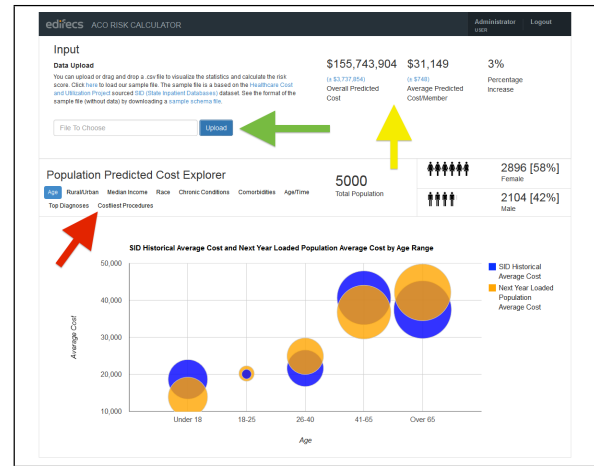 edifecs ACO RISK CALCULATOR
Administrator
USER
Logout
Input
Data Upload
You can upload or drag and drop a .csv file to visualize the statistics and calculate the risk
score. Click here to load our sample file. The sample file is a based on the Healthcare Cost
and Utilization Project sourced SID (State Inpatient Databases) dataset. See the format of the
sample file (without data) by downloading a sample schema file.
File To Choose
Upload
$155,743,904
(± $3,737,854)
Overall Predicted
Cost
$31,149
(± $748)
Average Predicted
Cost/Member
3%
Percentage
Increase
Population Predicted Cost Explorer
Age Rural/Urban Median Income Race Chronic Conditions Comorbidities Age/Time
Top Diagnoses Costliest Procedures
5000
Total Population
2896 [58%]
Female
2104 [42%]
Male
SID Historical Average Cost and Next Year Loaded Population Average Cost by Age Range
50,000
40,000
30,000
20,000
10,000
Average Cost
Under 18
18-25
26-40
41-65
Over 65
Age
SID Historical
Average Cost
Next Year Loaded
Population
Average Cost